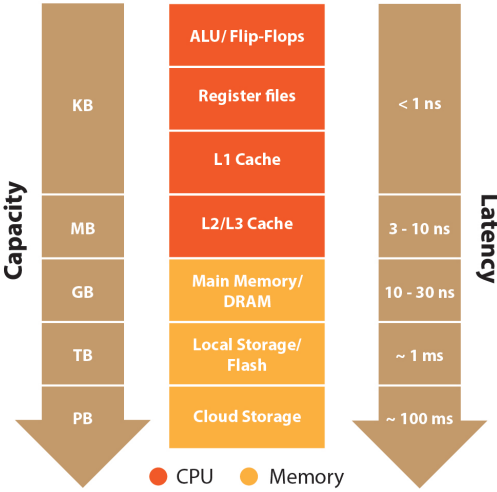 ALU/ Flip-Flops
Register files
L1 Cache
L2/L3 Cache
Main Memory/
DRAM
Local Storage/
Flash
Cloud Storage
Capacity
KB
MB
GB
TB
PB
Latency
< 1 ns
3 - 10 ns
10 - 30 ns
~ 1 ms
~ 100 ms
CPU
Memory